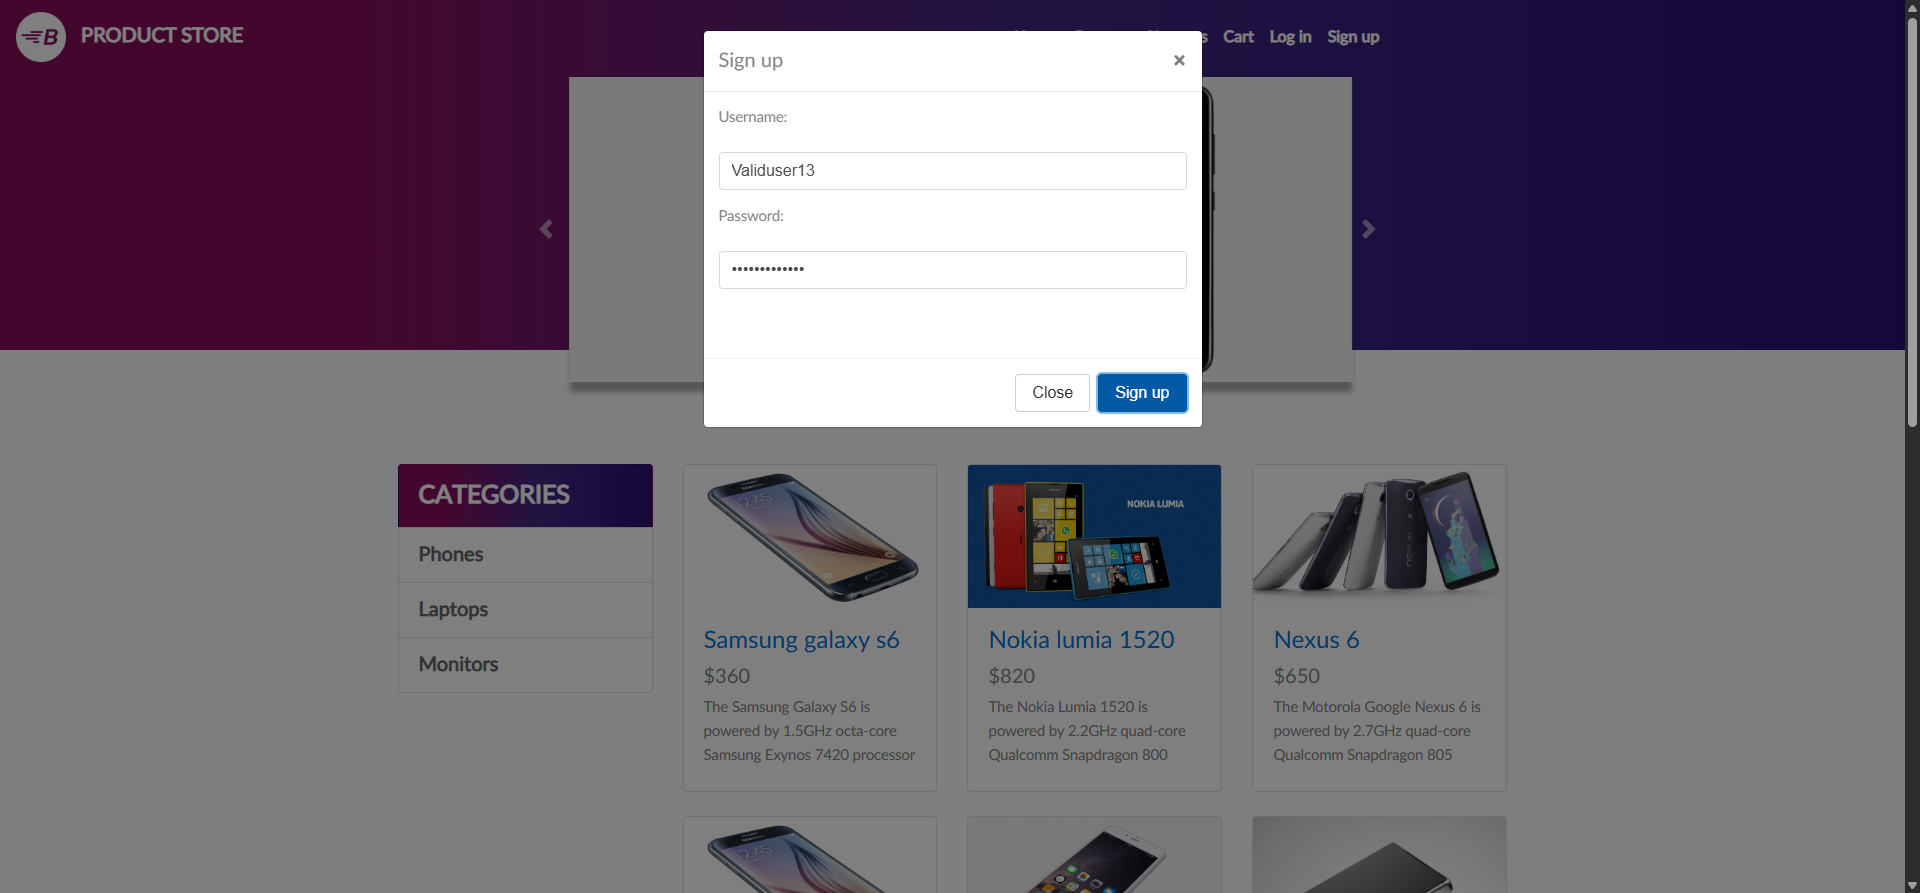 B PRODUCT STORE
Cart Log in Sign up
Sign up ×
Username:
Validuser13
Password:
•••••••••••••
Close Sign up
CATEGORIES
Phones
Laptops
Monitors
NOKIA LUMIA
Samsung galaxy s6
$360
The Samsung Galaxy S6 is
powered by 1.5GHz octa-core
Samsung Exynos 7420 processor
Nokia lumia 1520
$820
The Nokia Lumia 1520 is
powered by 2.2GHz quad-core
Qualcomm Snapdragon 800
Nexus 6
$650
The Motorola Google Nexus 6 is
powered by 2.7GHz quad-core
Qualcomm Snapdragon 805